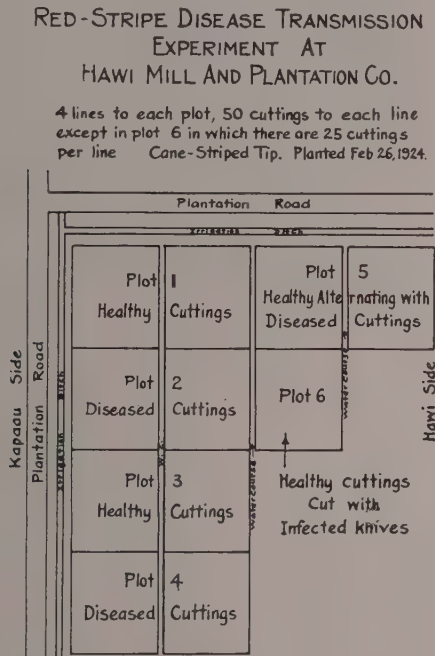 RED-STRIPE DISEASE TRANSMISSION
EXPERIMENT AT
HAWI MILL AND PLANTATION CO.
4 lines to each plot, 50 cuttings to each line
except in plot 6 in which there are 25 cuttings
per line Cane-Striped Tip. Planted Feb 26, 1924.
Plantation Road
Irrigation Ditch
Kapaau Side
Plantation Road
Irrigation Ditch
Plot 1
Healthy Cuttings
Plot 5
Healthy Alternating with
Diseased Cuttings
Plot 2
Diseased Cuttings
Plot 6
Watercourse
Hawi Side
Plot 3
Healthy Cuttings
W.C.
Watercourse
Healthy cuttings
Cut with
Infected knives
Plot 4
Diseased Cuttings